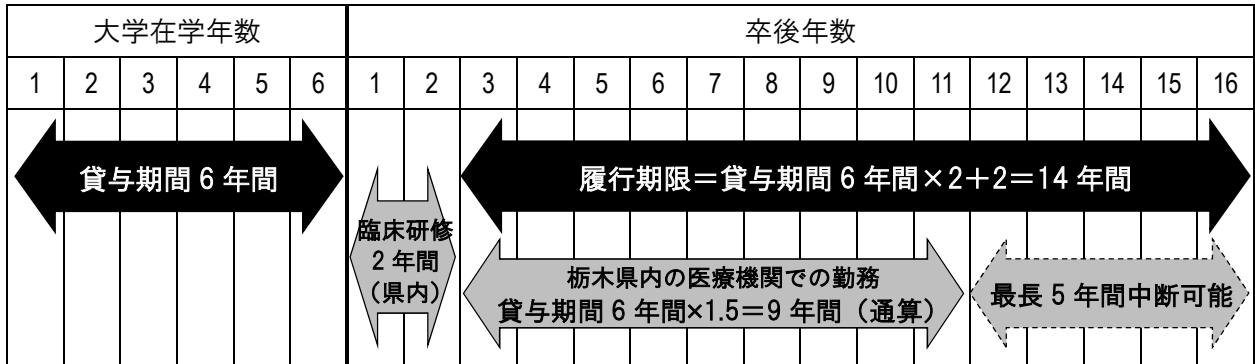 大学在学年数 卒後年数
1 2 3 4 5 6 1 2 3 4 5 6 7 8 9 10 11 12 13 14 15 16
貸与期間 6 年間
履行期限＝貸与期間 6 年間×2＋2＝14 年間
臨床研修
2 年間
（県内）
栃木県内の医療機関での勤務
貸与期間 6 年間×1.5＝9 年間（通算）
最長 5 年間中断可能